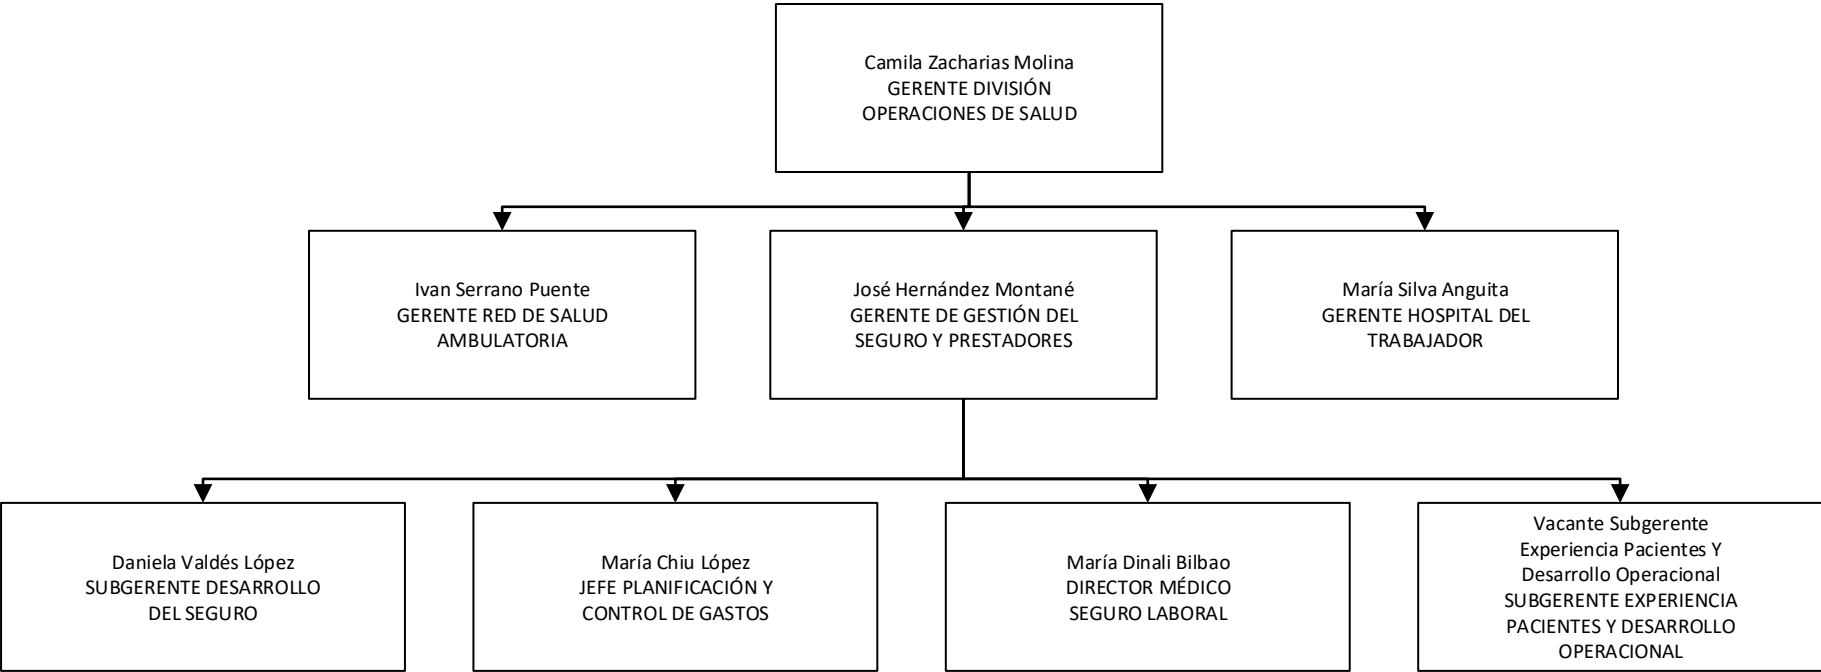 Camila Zacharias Molina
GERENTE DIVISIÓN
OPERACIONES DE SALUD
Ivan Serrano Puente
GERENTE RED DE SALUD
AMBULATORIA
José Hernández Montané
GERENTE DE GESTIÓN DEL
SEGURO Y PRESTADORES
María Silva Anguita
GERENTE HOSPITAL DEL
TRABAJADOR
Daniela Valdés López
SUBGERENTE DESARROLLO
DEL SEGURO
María Chiu López
JEFE PLANIFICACIÓN Y
CONTROL DE GASTOS
María Dinali Bilbao
DIRECTOR MÉDICO
SEGURO LABORAL
Vacante Subgerente
Experiencia Pacientes Y
Desarrollo Operacional
SUBGERENTE EXPERIENCIA
PACIENTES Y DESARROLLO
OPERACIONAL